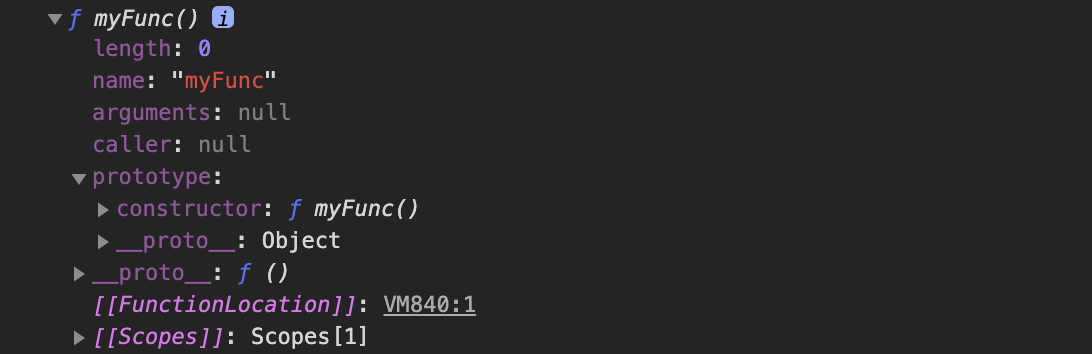 ▼ƒ myFunc() i
length: 0
name: "myFunc"
arguments: null
caller: null
▼prototype:
▶constructor: ƒ myFunc()
▶__proto__: Object
▶__proto__: ƒ ()
[[FunctionLocation]]: VM840:1
▶[[Scopes]]: Scopes[1]